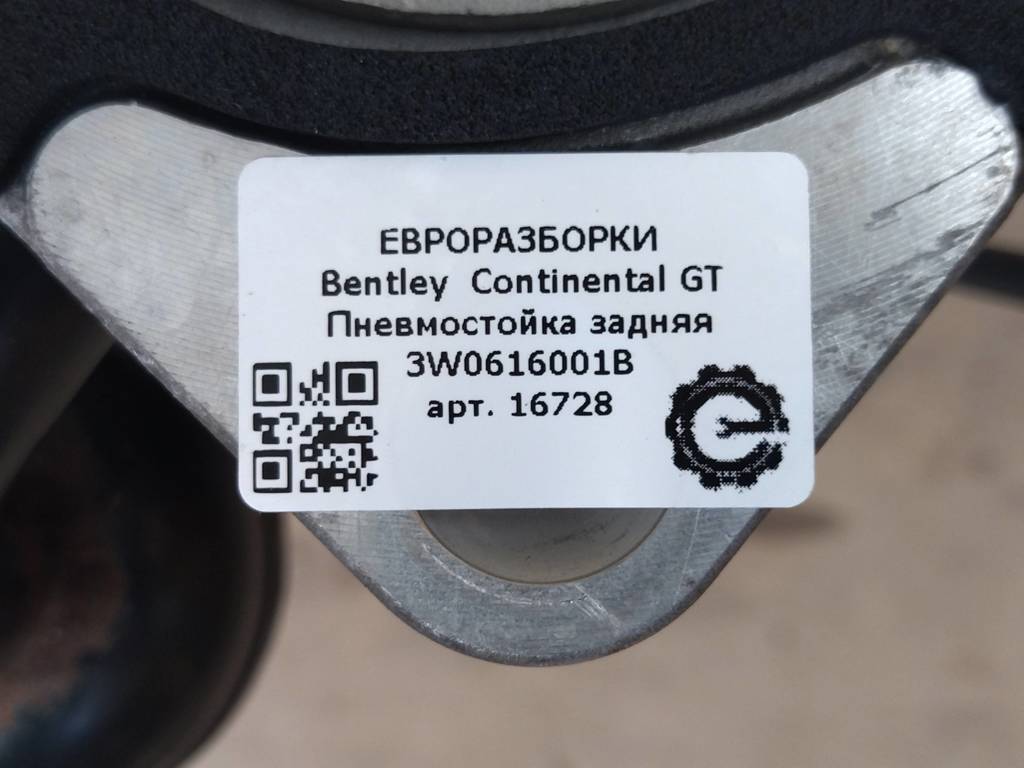 ЕВРОРАЗБОРКИ
Bentley Continental GT
Пневмостойка задняя
3W0616001B
арт. 16728